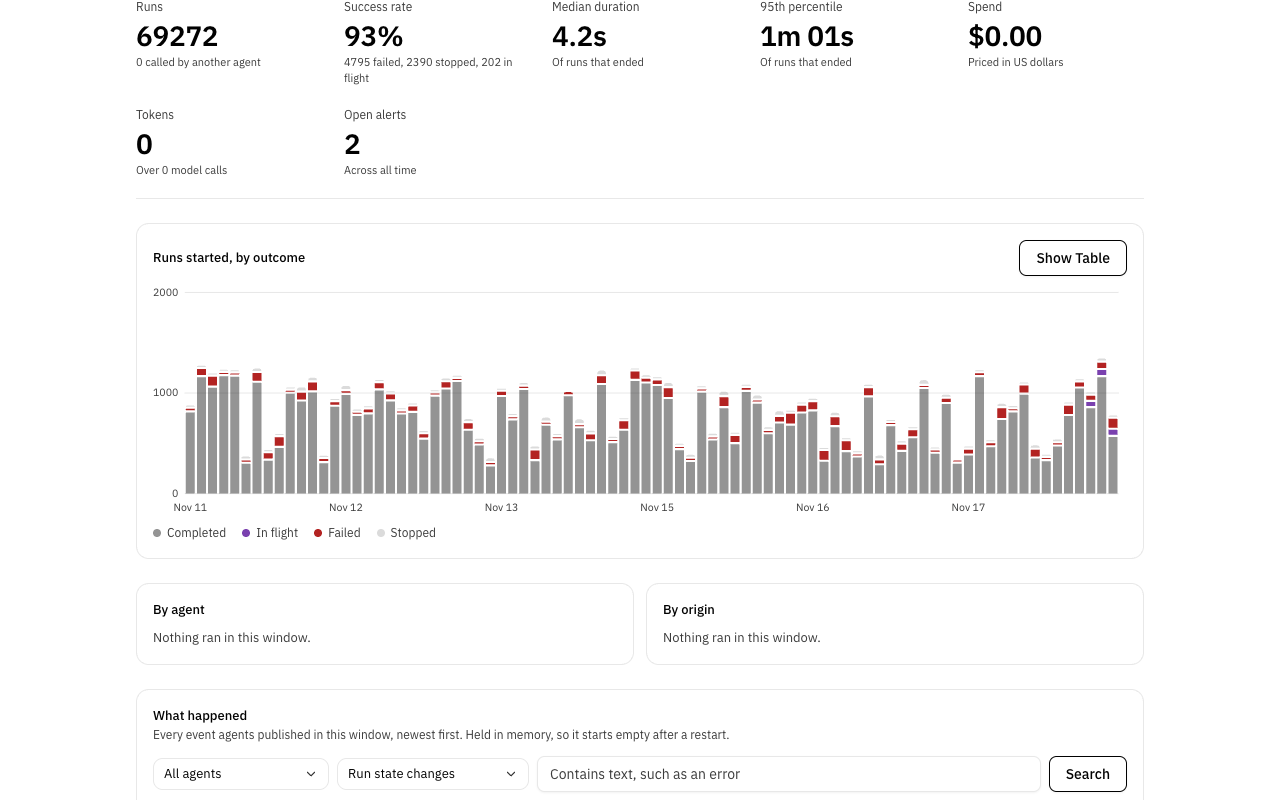 Runs
Success rate
Median duration
95th percentile
Spend
69272
93%
4.2s
1m 01s
$0.00
0 called by another agent
4795 failed, 2390 stopped, 202 in
flight
Of runs that ended
Of runs that ended
Priced in US dollars
Tokens
Open alerts
0
2
Over 0 model calls
Across all time
Runs started, by outcome
Show Table
2000
1000
0
Nov 11
Nov 12
Nov 13
Nov 15
Nov 16
Nov 17
Completed
In flight
Failed
Stopped
By agent
Nothing ran in this window.
By origin
Nothing ran in this window.
What happened
Every event agents published in this window, newest first. Held in memory, so it starts empty after a restart.
All agents
Run state changes
Contains text, such as an error
Search